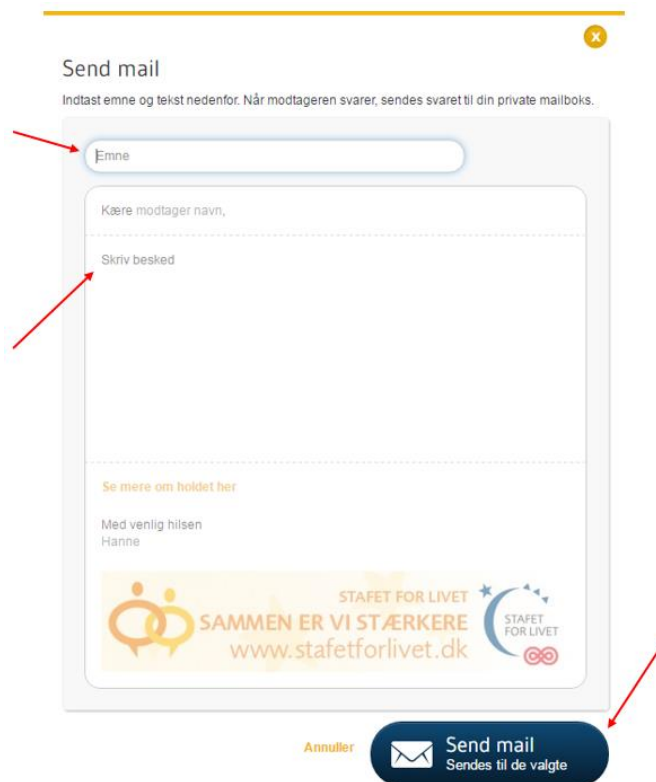 X
Send mail
Indtast emne og tekst nedenfor. Når modtageren svarer, sendes svaret til din private mailboks.
Emne
Kære modtager navn,
Skriv besked
Se mere om holdet her
Med venlig hilsen
Hanne
STAFET FOR LIVET
SAMMEN ER VI STÆRKERE
www.stafetforlivet.dk
STAFET
FOR LIVET
Annuller
Send mail
Sendes til de valgte